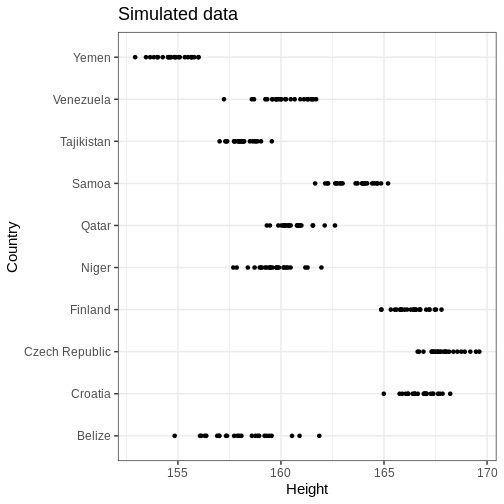 Simulated data
Country
Yemen
Venezuela
Tajikistan
Samoa
Qatar
Niger
Finland
Czech Republic
Croatia
Belize
155 160 165 170
Height